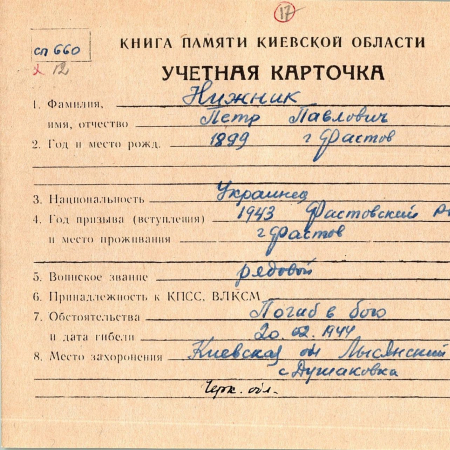 17
сп 660
12
КНИГА ПАМЯТИ КИЕВСКОЙ ОБЛАСТИ
УЧЕТНАЯ КАРТОЧКА
1. Фамилия, Нижник
имя, отчество Петр Павлович
2. Год и место рожд. 1899 г Фастов
3. Национальность Украинец
4. Год призыва (вступления) 1943 Фастовский
и место проживания г Фастов
5. Воинское звание рядовой
6. Принадлежность к КПСС, ВЛКСМ
7. Обстоятельства Погиб в бою
и дата гибели 20.02.1944
8. Место захоронения Киевская обл Лысянский
с Душаковка
Черк. обл.